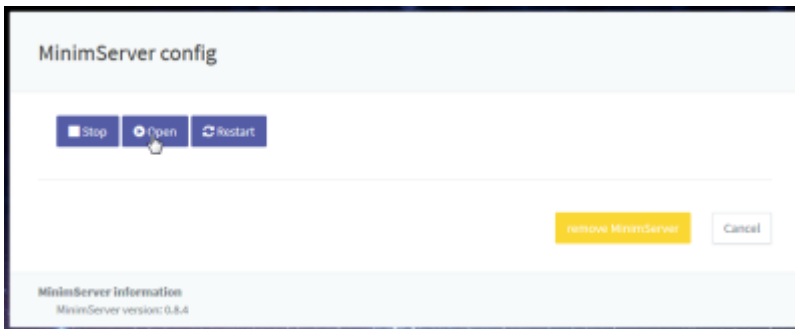 MinimServer config
Stop Open Restart
remove MinimServer Cancel
MinimServer information
MinimServer version: 0.8.4